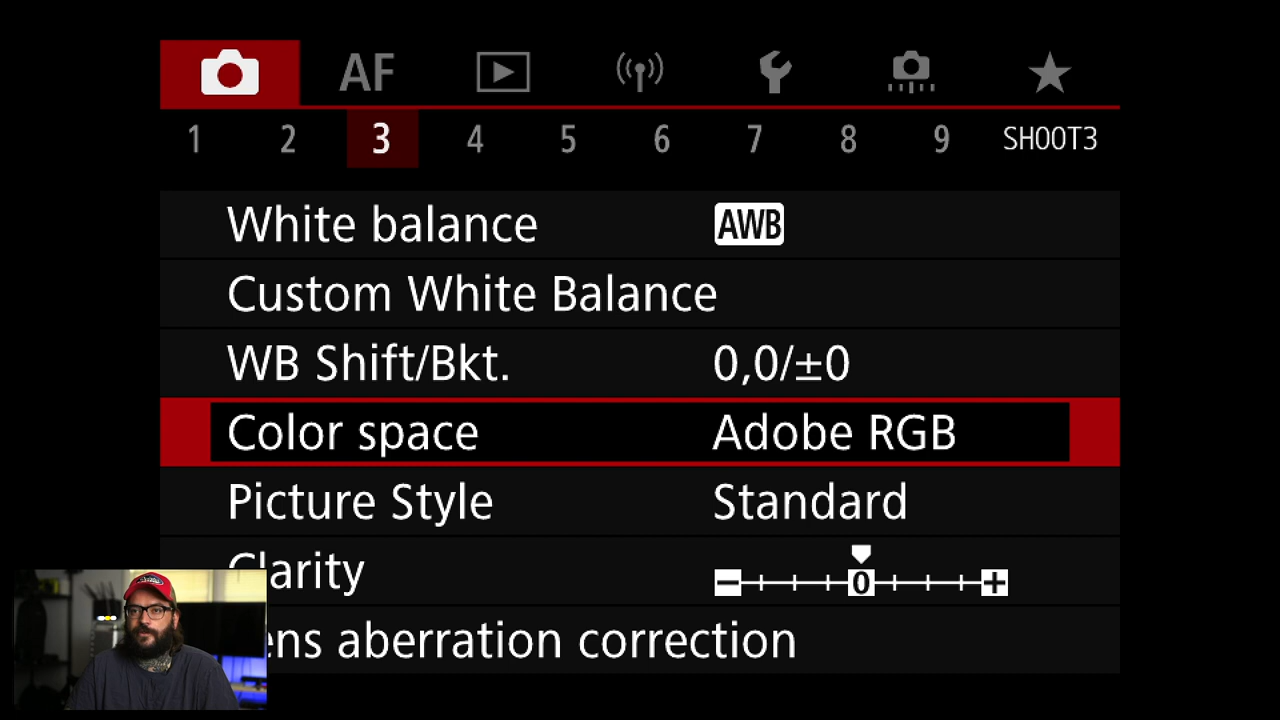 AF
1 2 3 4 5 6 7 8 9 SHOOT3
White balance AWB
Custom White Balance
WB Shift/Bkt. 0,0/±0
Color space Adobe RGB
Picture Style Standard
Clarity − 0 +
ens aberration correction